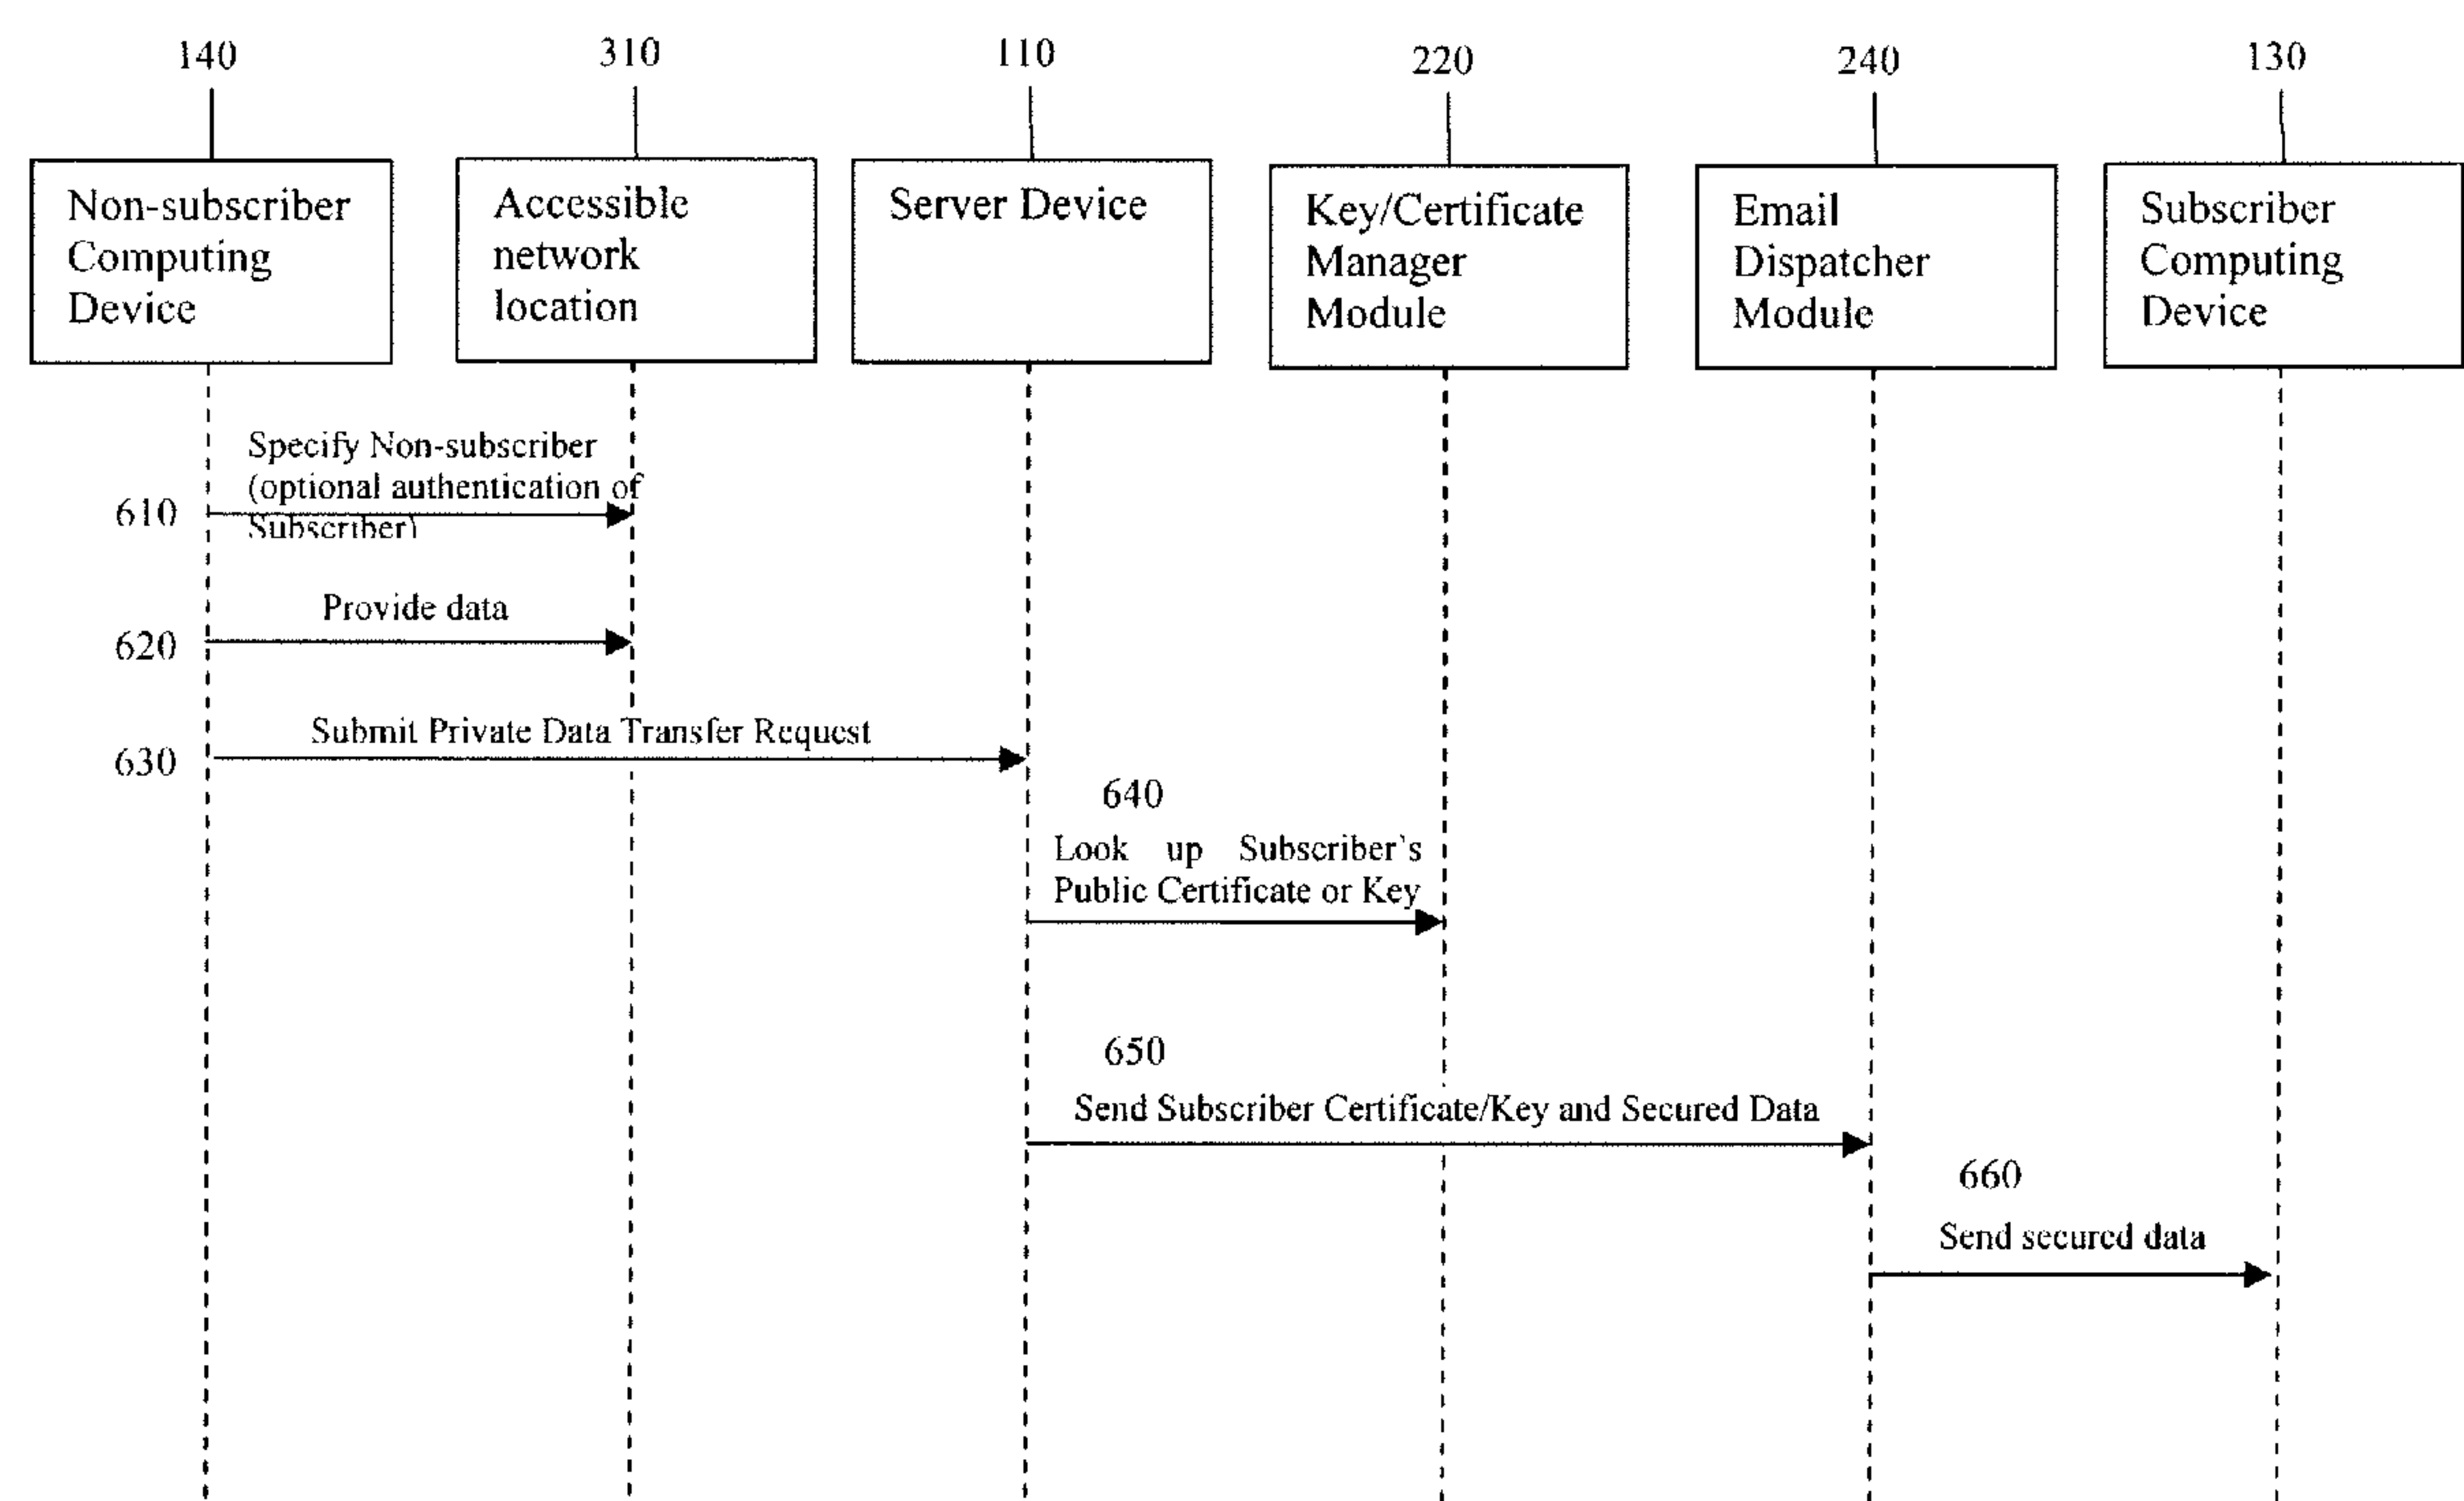 140
310
110
220
240
130
Non-subscriber
Computing
Device
Accessible
network
location
Server Device
Key/Certificate
Manager
Module
Email
Dispatcher
Module
Subscriber
Computing
Device
Specify Non-subscriber
(optional authentication of
Subscriber)
610
Provide data
620
Submit Private Data Transfer Request
630
640
Look up Subscriber's
Public Certificate or Key
650
Send Subscriber Certificate/Key and Secured Data
660
Send secured data